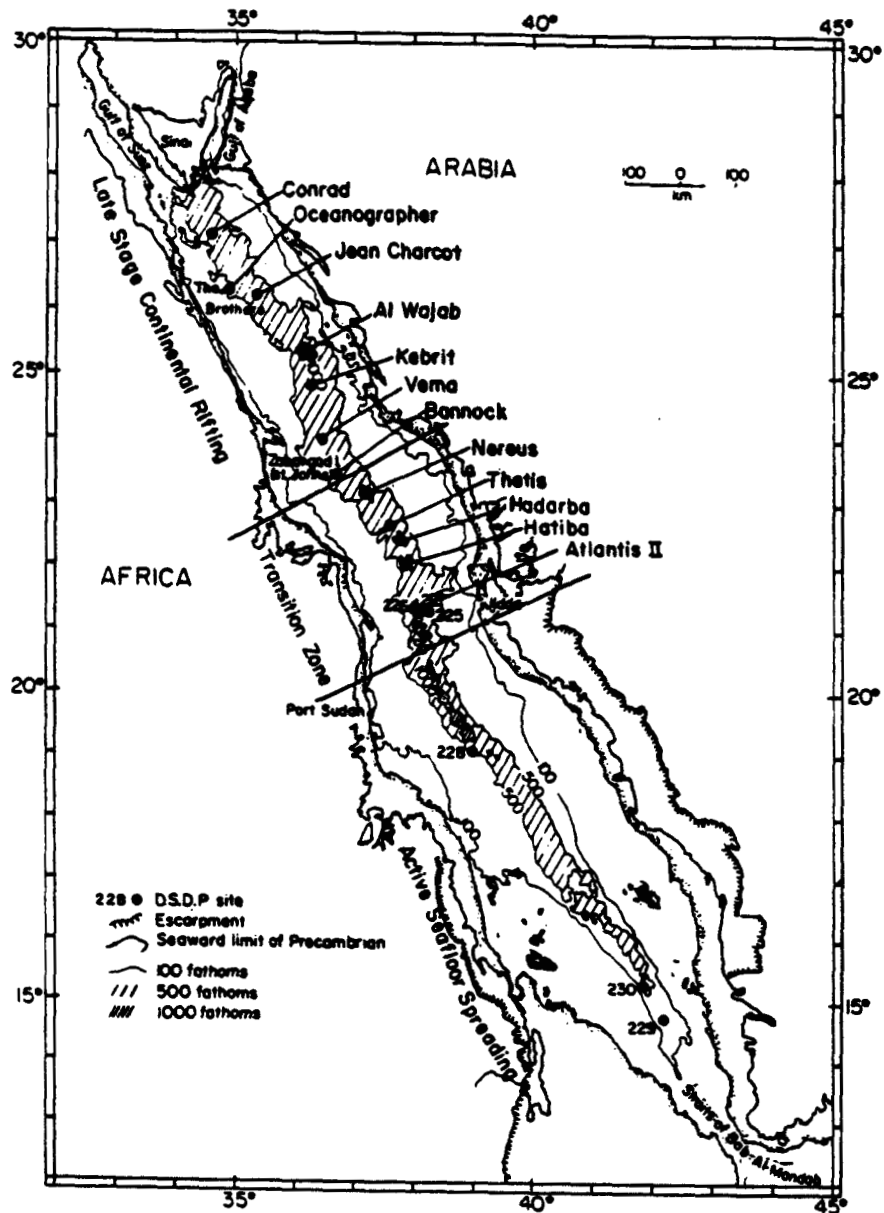 35°
40°
45°
30°
30°
Gulf of Suez
Sinai
Gulf of Aqaba
ARABIA
100 0 100
km
Conrad
Oceanographer
Jean Charcot
The
Brothers
Al Wajab
25°
25°
Kebrit
Vema
Bannock
Nereus
Thetis
Hadarba
Hatiba
Atlantis II
Late Stage Continental Rifting
AFRICA
Transition Zone
225
20°
20°
Port Sudan
228
100
500
500
100
Active Seafloor Spreading
228 D.S.D.P site
Escarpment
Seaward limit of Precambrian
100 fathoms
500 fathoms
1000 fathoms
15°
15°
230
229
Straits of Bab Al Mandab
35°
40°
45°